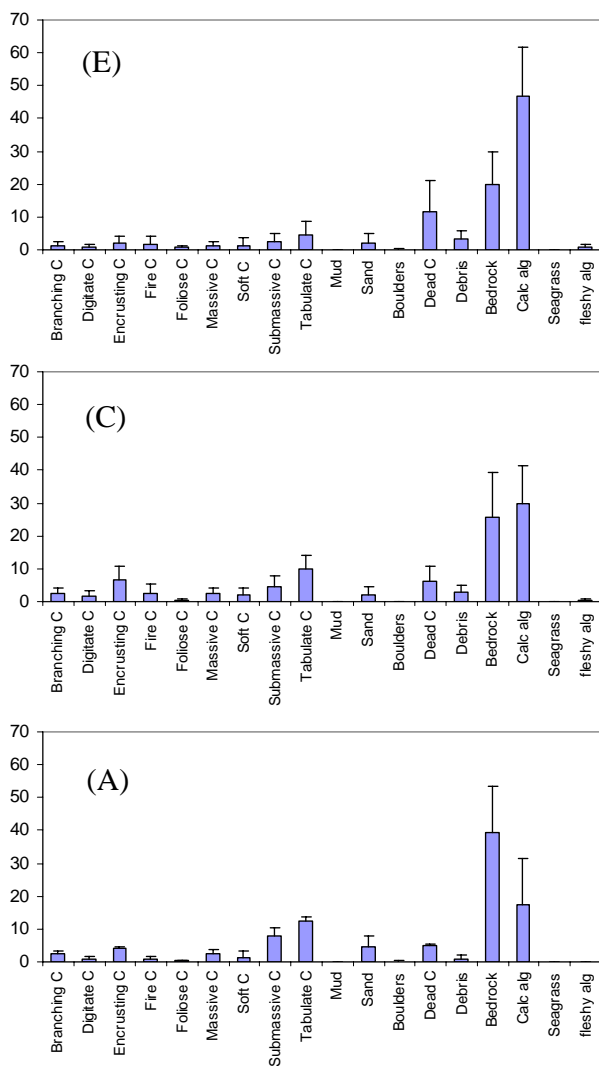 70
(E)
60
50
40
30
20
10
0
Branching C
Digitate C
Encrusting C
Fire C
Foliose C
Massive C
Soft C
Submassive C
Tabulate C
Mud
Sand
Boulders
Dead C
Debris
Bedrock
Calc alg
Seagrass
fleshy alg
70
(C)
60
50
40
30
20
10
0
Branching C
Digitate C
Encrusting C
Fire C
Foliose C
Massive C
Soft C
Submassive C
Tabulate C
Mud
Sand
Boulders
Dead C
Debris
Bedrock
Calc alg
Seagrass
fleshy alg
70
(A)
60
50
40
30
20
10
0
Branching C
Digitate C
Encrusting C
Fire C
Foliose C
Massive C
Soft C
Submassive C
Tabulate C
Mud
Sand
Boulders
Dead C
Debris
Bedrock
Calc alg
Seagrass
fleshy alg